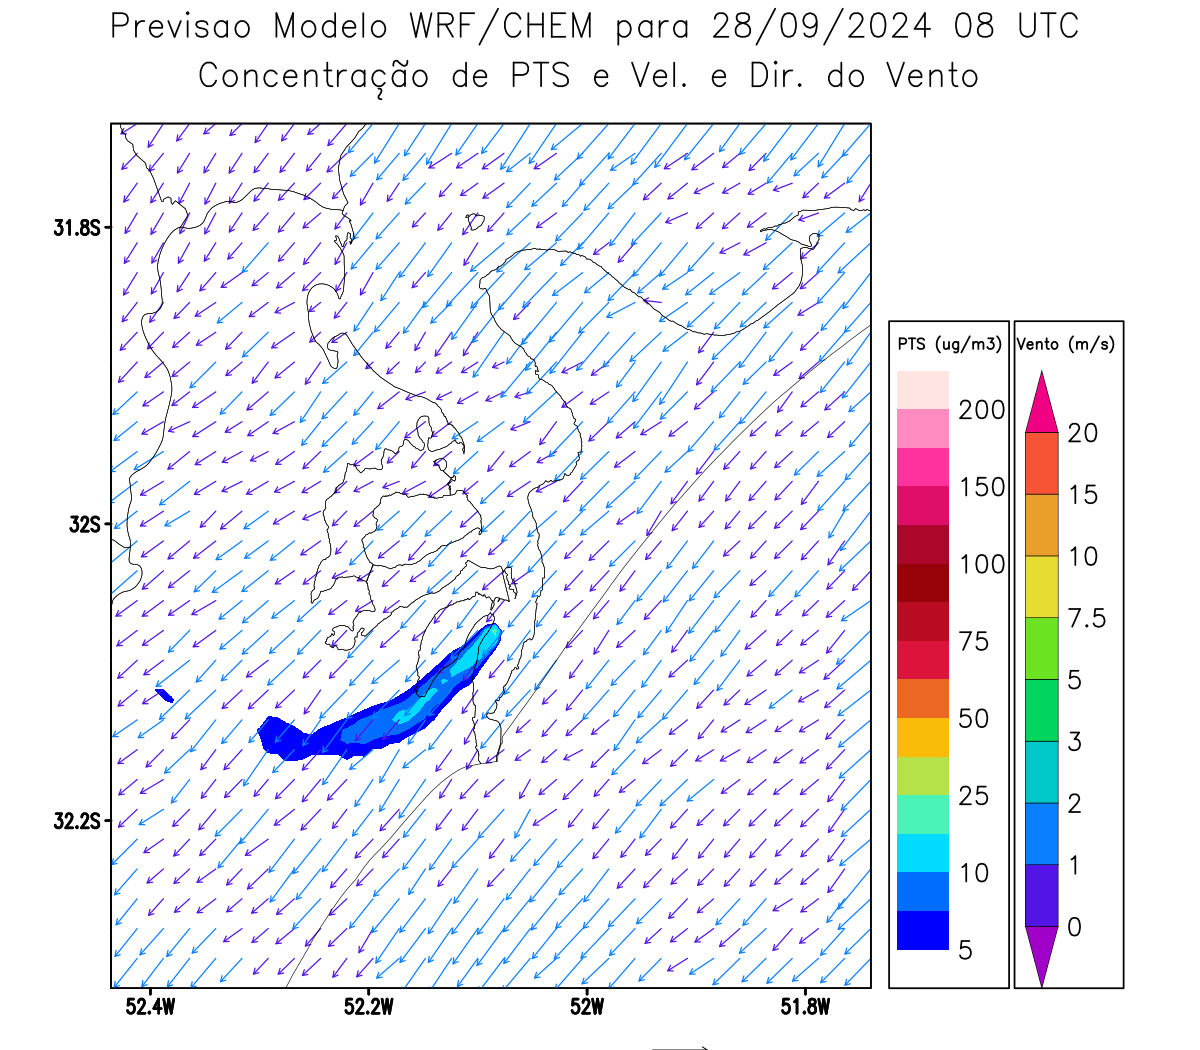 Previsao Modelo WRF/CHEM para 28/09/2024 08 UTC
Concentração de PTS e Vel. e Dir. do Vento
31.8S
32S
32.2S
52.4W
52.2W
52W
51.8W
PTS (ug/m3)
200
150
100
75
50
25
10
5
Vento (m/s)
20
15
10
7.5
5
3
2
1
0